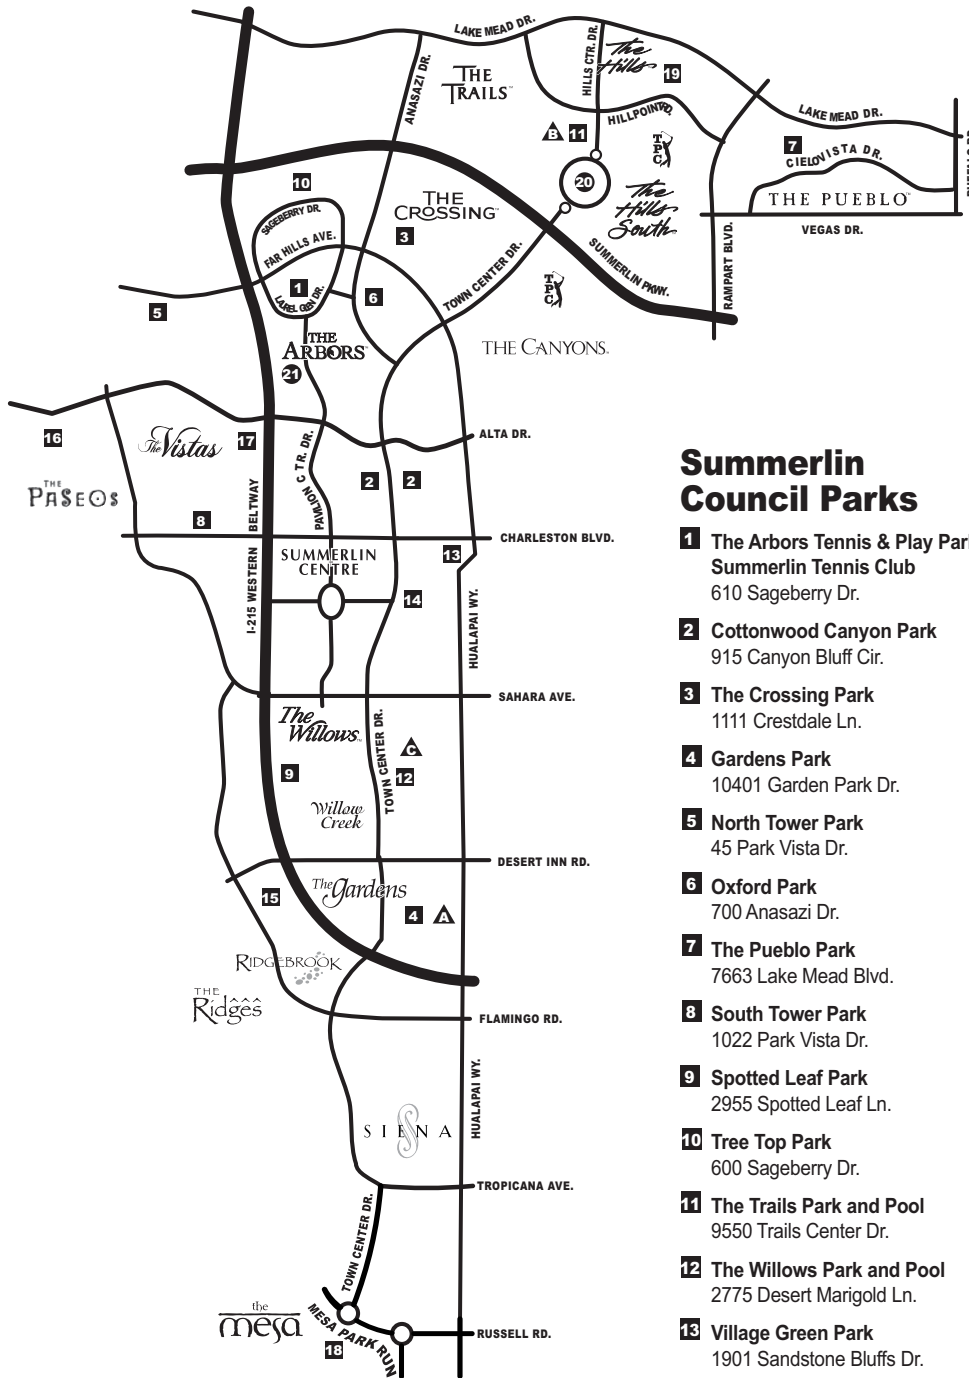 LAKE MEAD DR.
HILLS CTR. DR.
The
Hills
19
ANASAZI DR.
THE
TRAILS™
HILLPOINT RD.
LAKE MEAD DR.
B 11
TPC
7
CIELO VISTA DR.
THE PUEBLO™
VEGAS DR.
10
20
The
Hills
South
SAGEBERRY DR.
THE
CROSSING™
3
FAR HILLS AVE.
SUMMERLIN PKWY.
RAMPART BLVD.
TOWN CENTER DR.
TPC
1
6
5
LAUREL GEN DR.
THE
ARBORS™
21
THE CANYONS
16
The Vistas
17
ALTA DR.
PAVILION CTR. DR.
2 2
THE
PASEOS
8
I-215 WESTERN BELTWAY
CHARLESTON BLVD.
SUMMERLIN
CENTRE
13
14
HUALAPAI WY.
SAHARA AVE.
The
Willows™
TOWN CENTER DR.
C
9
12
Willow
Creek
DESERT INN RD.
15
The Gardens
4 A
RIDGEBROOK
THE
Ridges
FLAMINGO RD.
HUALAPAI WY.
SIENA
TROPICANA AVE.
TOWN CENTER DR.
the
mesa
MESA PARK RUN
18
RUSSELL RD.
Summerlin
Council Parks
1 The Arbors Tennis & Play Park
Summerlin Tennis Club
610 Sageberry Dr.
2 Cottonwood Canyon Park
915 Canyon Bluff Cir.
3 The Crossing Park
1111 Crestdale Ln.
4 Gardens Park
10401 Garden Park Dr.
5 North Tower Park
45 Park Vista Dr.
6 Oxford Park
700 Anasazi Dr.
7 The Pueblo Park
7663 Lake Mead Blvd.
8 South Tower Park
1022 Park Vista Dr.
9 Spotted Leaf Park
2955 Spotted Leaf Ln.
10 Tree Top Park
600 Sageberry Dr.
11 The Trails Park and Pool
9550 Trails Center Dr.
12 The Willows Park and Pool
2775 Desert Marigold Ln.
13 Village Green Park
1901 Sandstone Bluffs Dr.